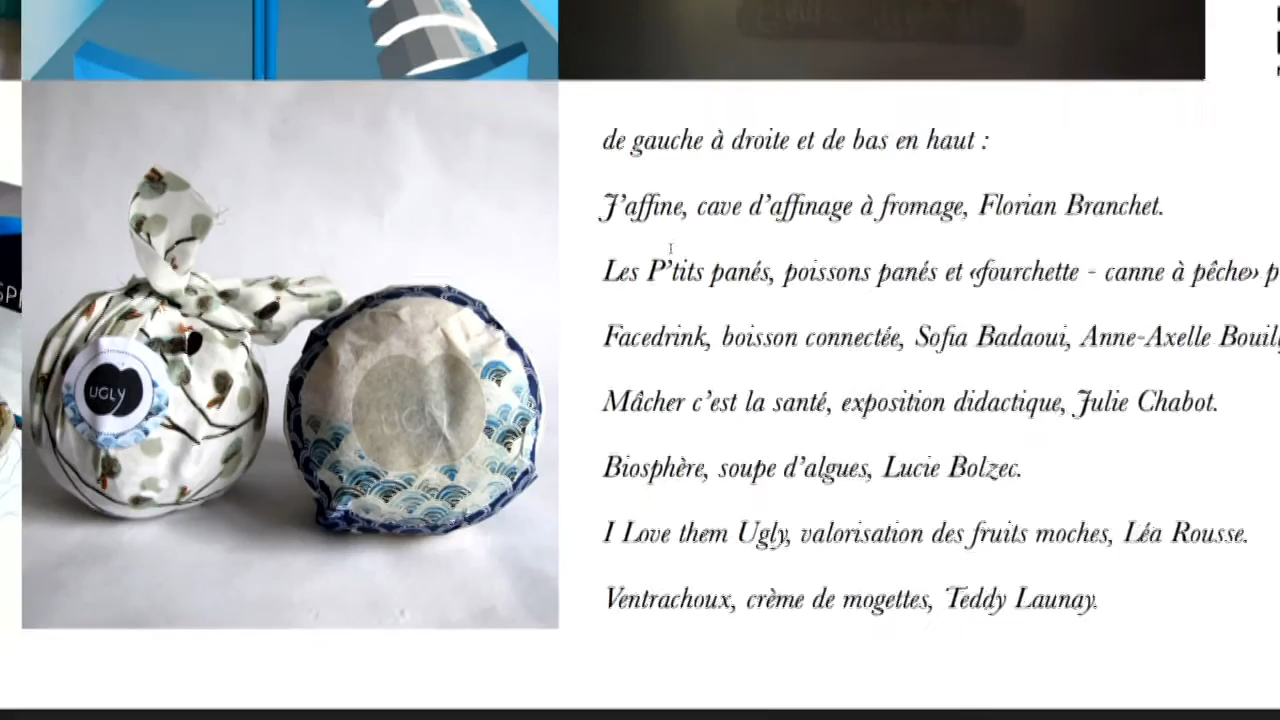 de gauche à droite et de bas en haut :
J'affine, cave d'affinage à fromage, Florian Branchet.
Les P'tits panés, poissons panés et «fourchette - canne à pêche»
Facedrink, boisson connectée, Sofia Badaoui, Anne-Axelle
Mâcher c'est la santé, exposition didactique, Julie Chabot.
Biosphère, soupe d'algues, Lucie Bolzec.
I Love them Ugly, valorisation des fruits moches, Léa Rousse.
Ventrachoux, crème de mogettes, Teddy Launay.
UGLY
UGLY